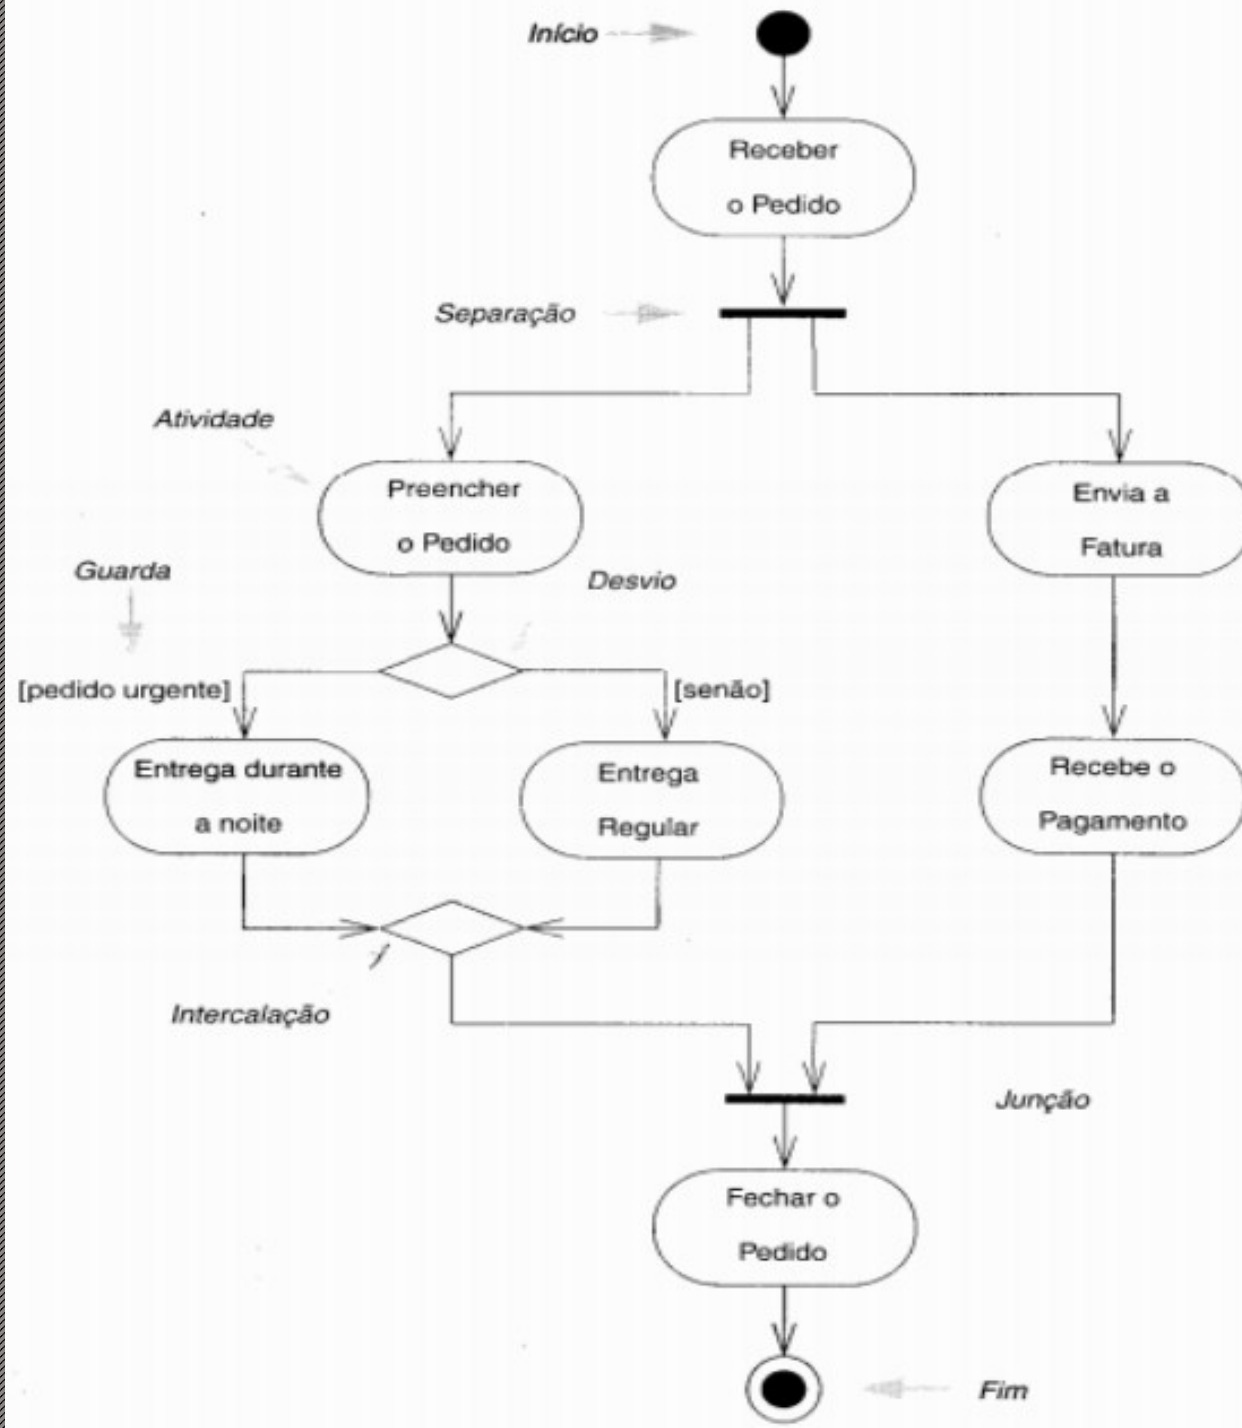 Início
Receber
o Pedido
Separação
Atividade
Preencher
o Pedido
Envia a
Fatura
Guarda
Desvio
[pedido urgente]
[senão]
Entrega durante
a noite
Entrega
Regular
Recebe o
Pagamento
Intercalação
Junção
Fechar o
Pedido
Fim